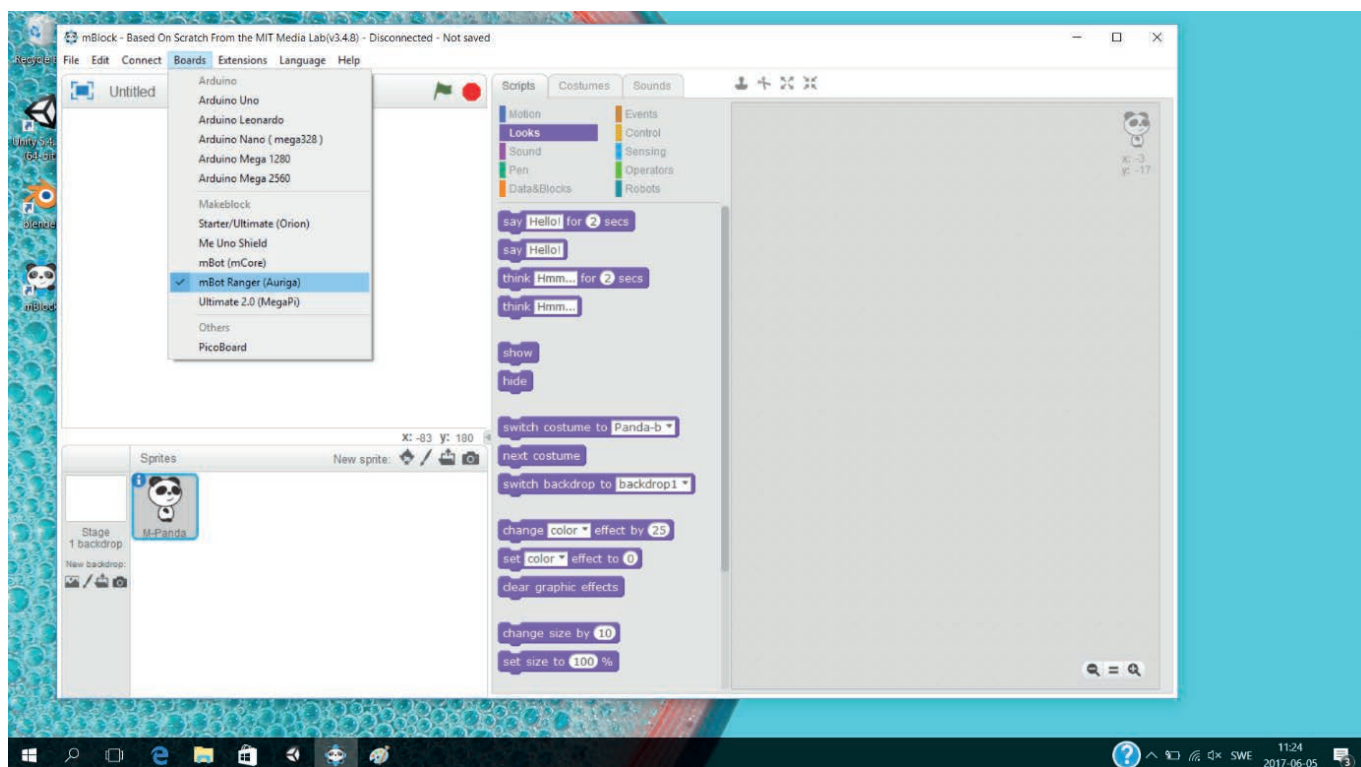 Recycle
mBlock - Based On Scratch From the MIT Media Lab(v3.4.8) - Disconnected - Not saved
File Edit Connect Boards Extensions Language Help
Untitled
Arduino
Arduino Uno
Arduino Leonardo
Arduino Nano ( mega328 )
Arduino Mega 1280
Arduino Mega 2560
Makeblock
Starter/Ultimate (Orion)
Me Uno Shield
mBot (mCore)
mBot Ranger (Auriga)
Ultimate 2.0 (MegaPi)
Others
PicoBoard
Unity 5.4.
blende
mBlock
X: -83 y: 180
Sprites
New sprite:
Stage
1 backdrop
New backdrop:
M-Panda
Scripts Costumes Sounds
Motion Events
Looks Control
Sound Sensing
Pen Operators
Data&Blocks Robots
say Hello! for 2 secs
say Hello!
think Hmm... for 2 secs
think Hmm...
show
hide
switch costume to Panda-b
next costume
switch backdrop to backdrop1
change color effect by 25
set color effect to 0
clear graphic effects
change size by 10
set size to 100 %
x: -3
y: -17
SWE
11:24
2017-06-05
3